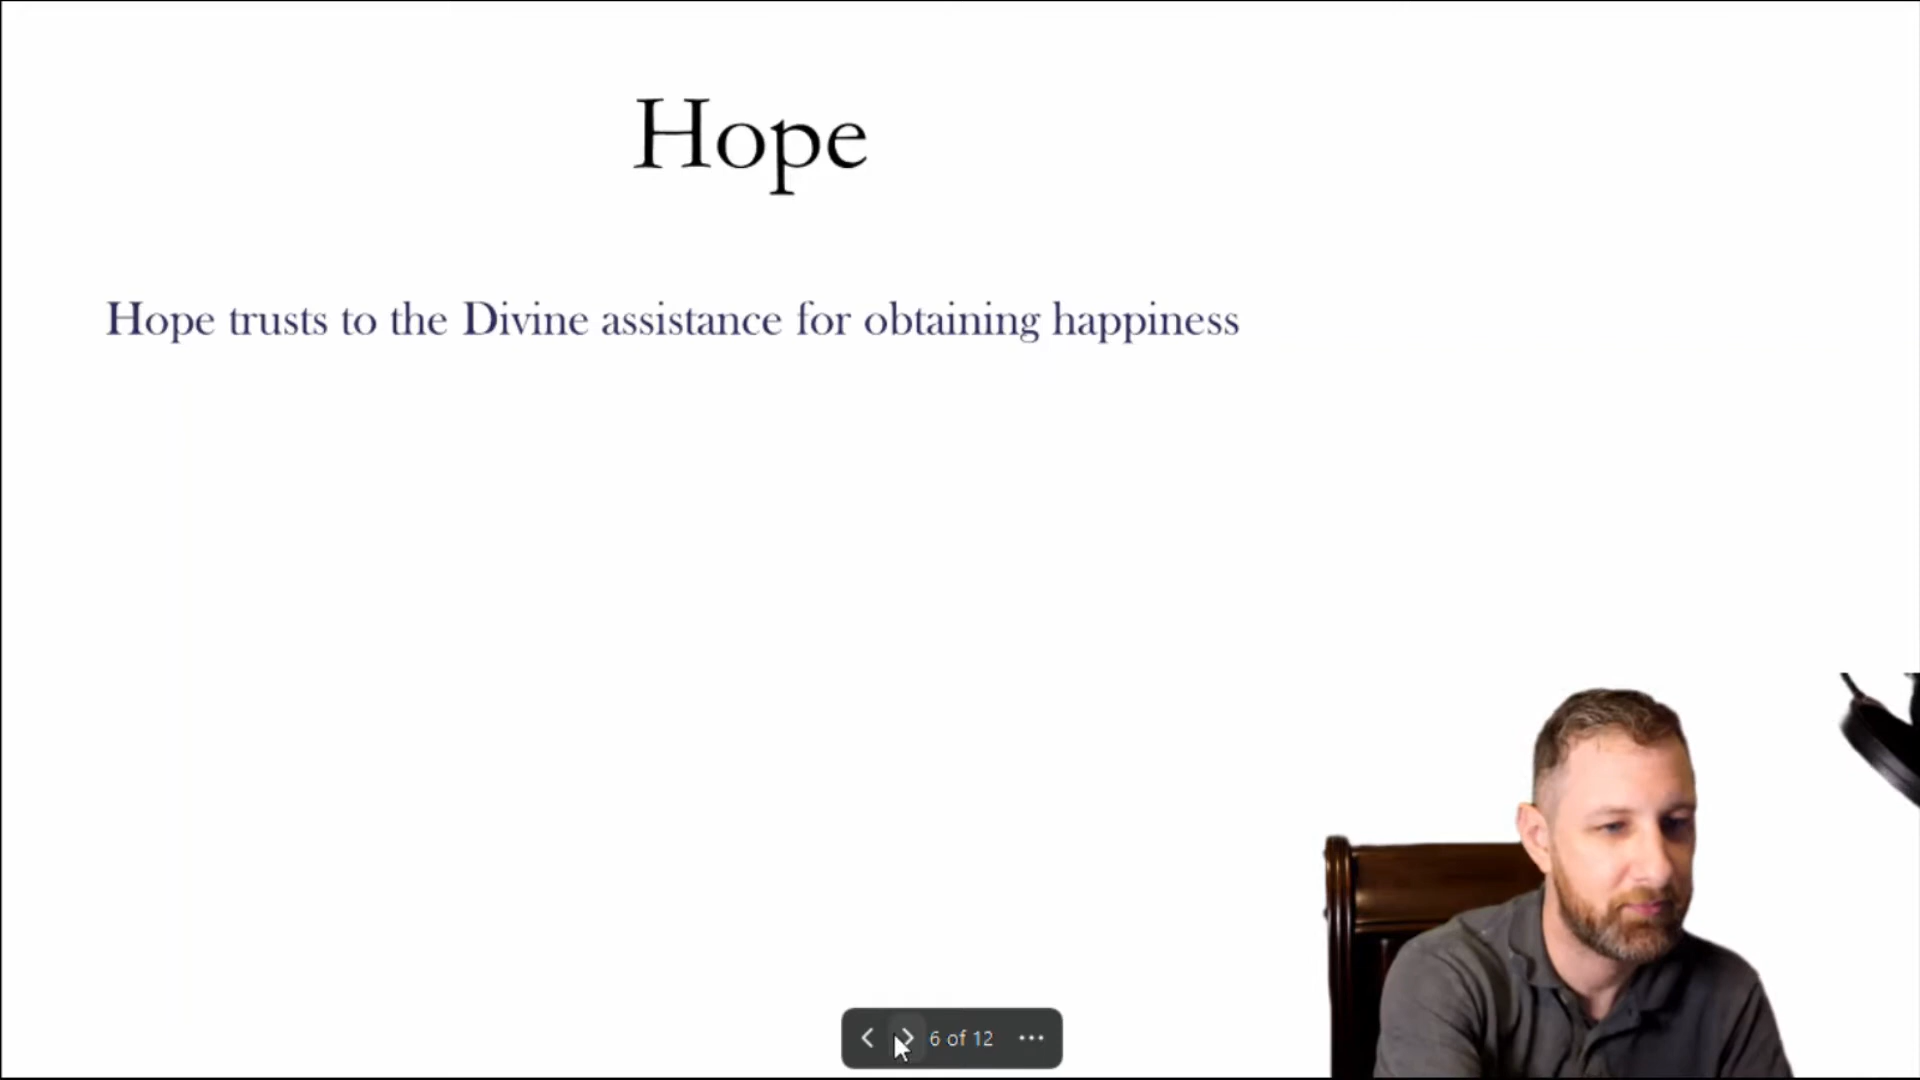 Hope
Hope trusts to the Divine assistance for obtaining happiness
6 of 12